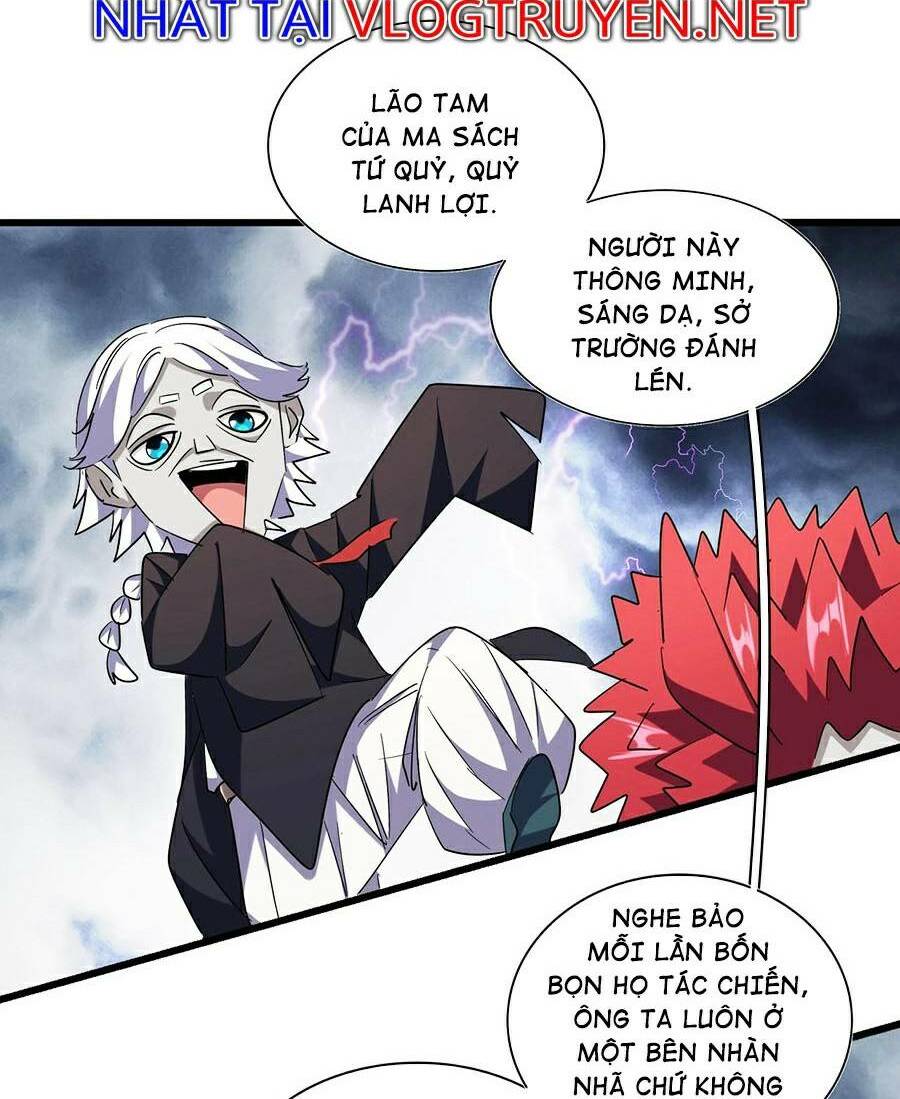 NHẤT TẠI VLOGTRUYEN.NET
LÃO TAM
CỦA MA SÁCH
TỨ QUỶ, QUỶ
LANH LỢI.
NGƯỜI NÀY
THÔNG MINH,
SÁNG DẠ, SỞ
TRƯỜNG ĐÁNH
LÉN.
NGHE BẢO
MỖI LẦN BỐN
BỌN HỌ TÁC CHIẾN,
ÔNG TA LUÔN Ở
MỘT BÊN NHÀN
NHÃ CHỨ KHÔNG